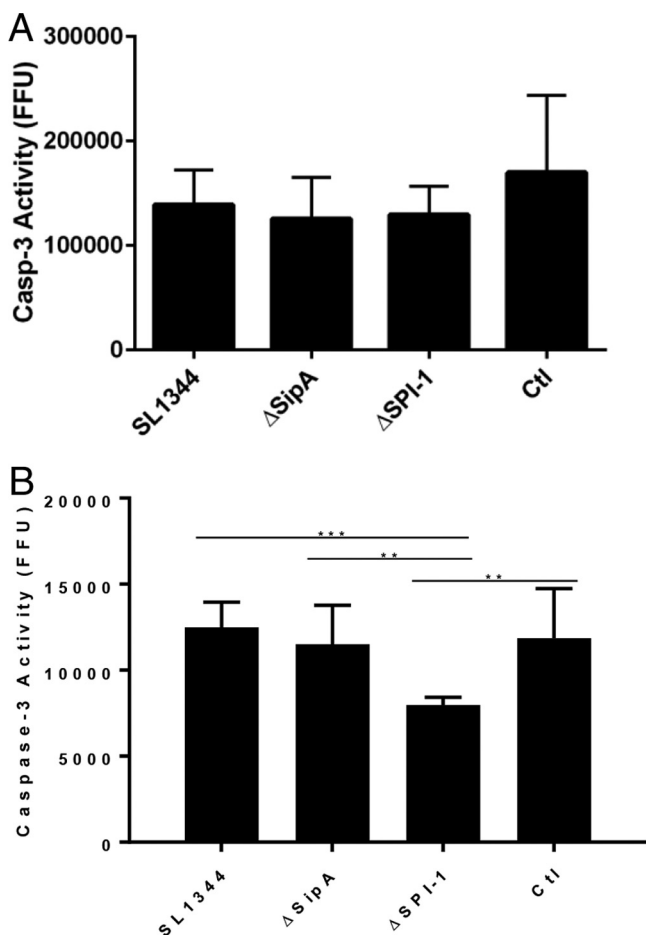 A
Casp-3 Activity (FFU)
300000
200000
100000
0
SL1344
ΔSipA
ΔSPI-1
Ctl
B
Caspase-3 Activity (FFU)
20000
15000
10000
5000
0
***
**
**
SL1344
ΔSipA
ΔSPI-1
Ctl